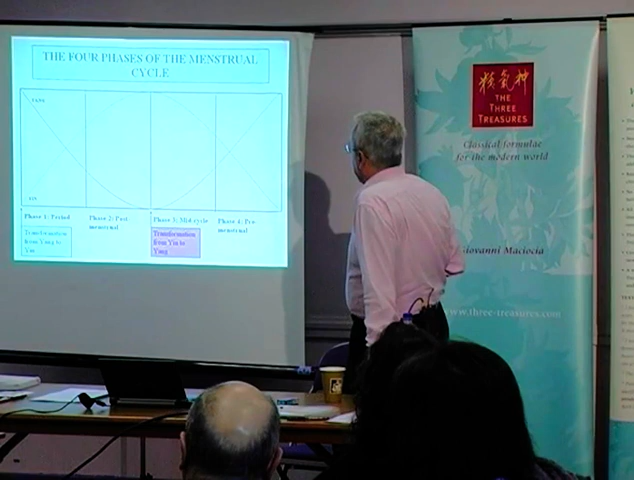 THE FOUR PHASES OF THE MENSTRUAL
CYCLE
YANG
YIN
Phase 1: Period
Phase 2: Post
menstrual
Phase 3: Mid-cycle
Phase 4: Pre-
menstrual
Transformation
from Yang to
Yin
Transformation
from Yin to
Yang
精氣神
THE
THREE
TREASURES
Classical formulae
for the modern world
Giovanni Maciocia
www.three-treasures.com